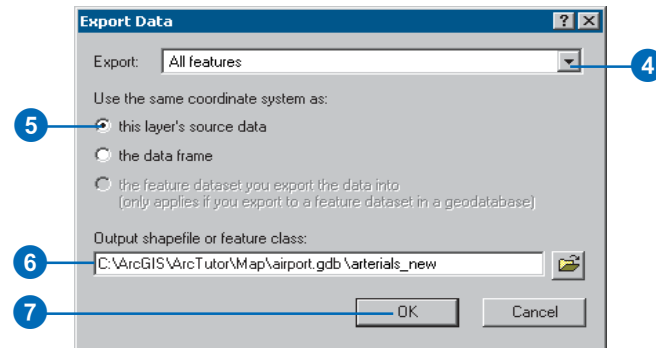 Export Data
Export: All features
4
Use the same coordinate system as:
5
this layer's source data
the data frame
the feature dataset you export the data into
(only applies if you export to a feature dataset in a geodatabase)
Output shapefile or feature class:
6
C:\ArcGIS\ArcTutor\Map\airport.gdb \arterials_new
7
OK Cancel